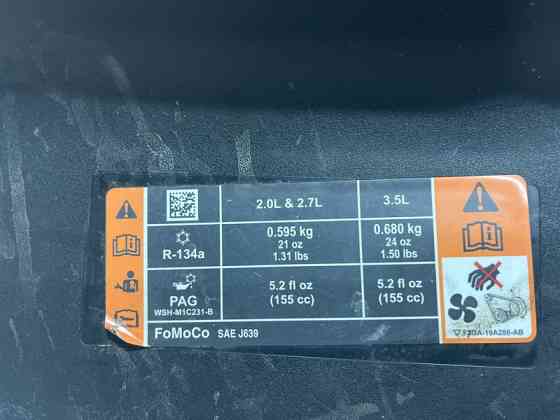 2.0L & 2.7L 3.5L
R-134a 0.595 kg 0.680 kg
21 oz 24 oz
1.31 lbs 1.50 lbs
PAG 5.2 fl oz 5.2 fl oz
WSH-M1C231-B (155 cc) (155 cc)
FoMoCo SAE J639